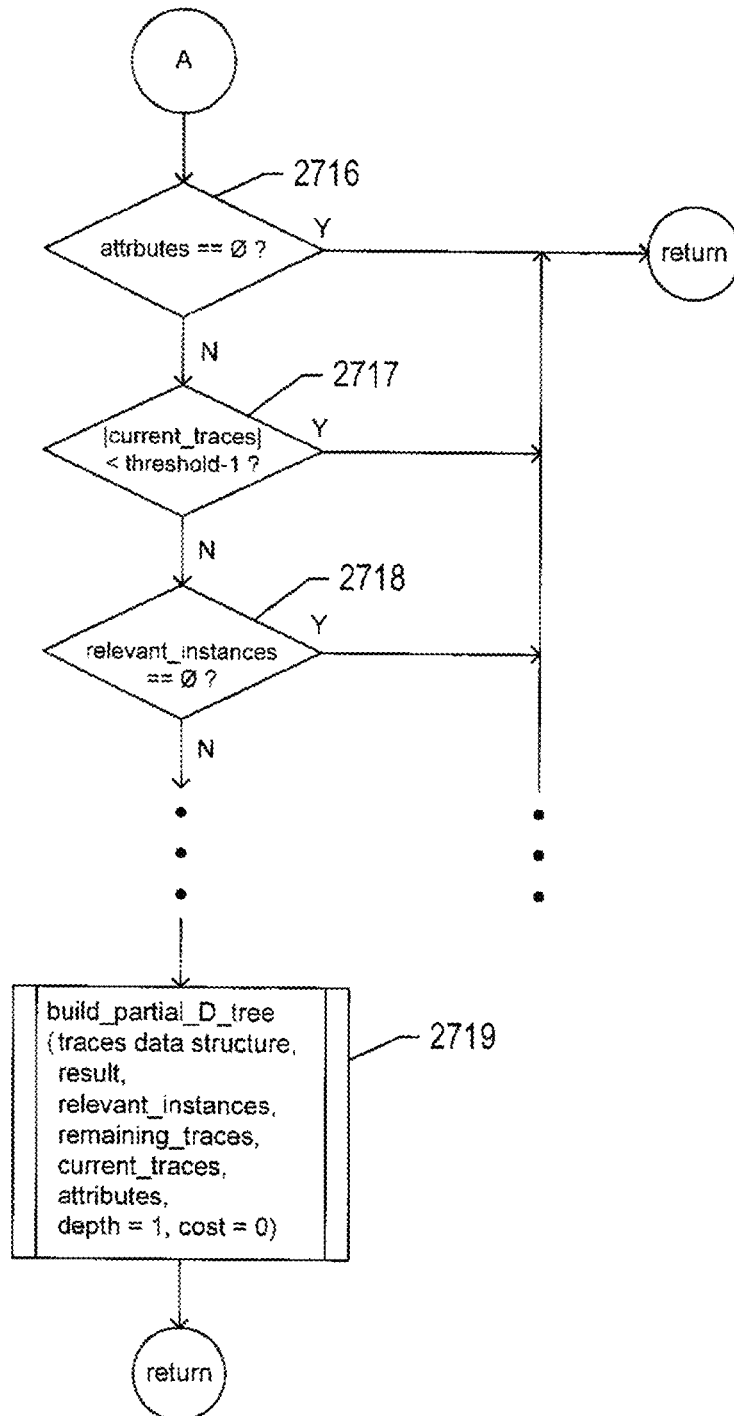 A
2716
attrbutes == Ø ?
Y
return
N
2717
|current_traces|
< threshold-1 ?
Y
N
2718
relevant_instances
== Ø ?
Y
N
build_partial_D_tree
(traces data structure,
result,
relevant_instances,
remaining_traces,
current_traces,
attributes,
depth = 1, cost = 0)
2719
return